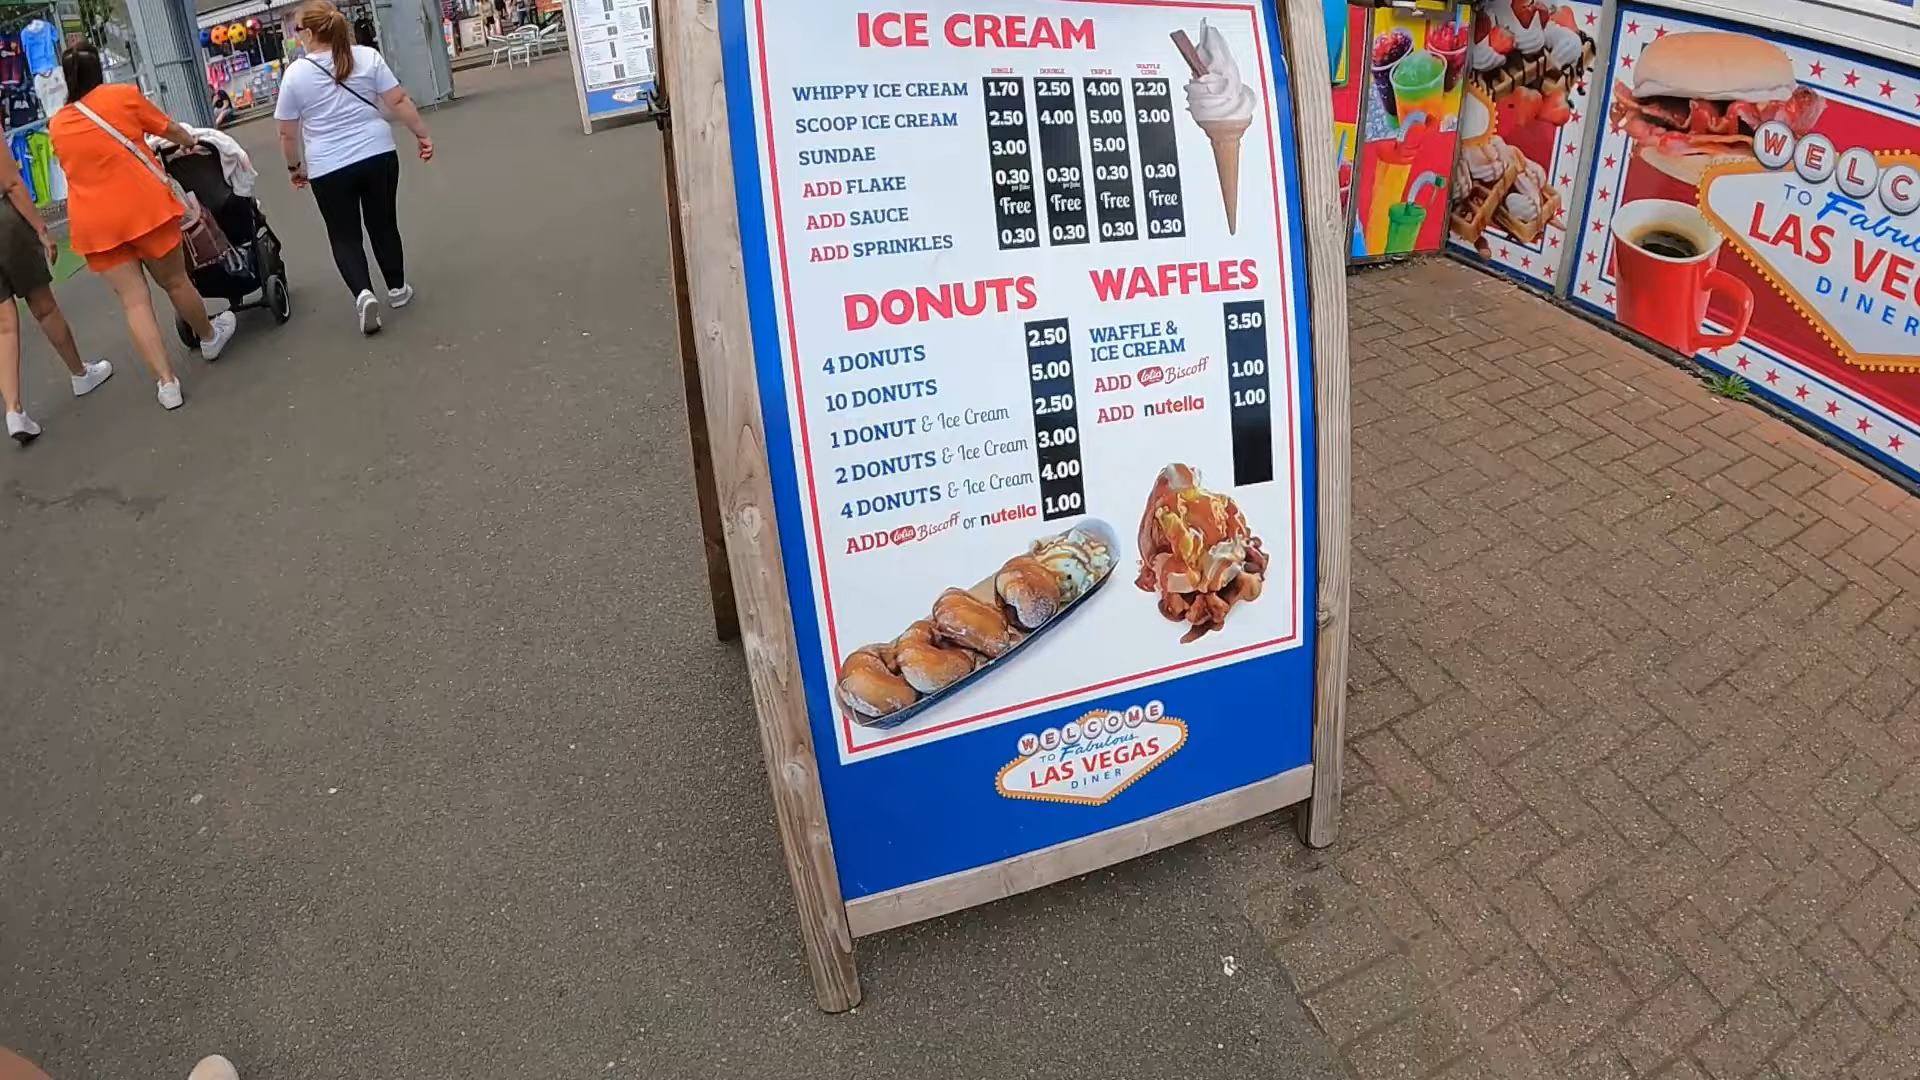 ICE CREAM
SINGLE DOUBLE TRIPLE WAFFLE CONE
WHIPPY ICE CREAM 1.70 2.50 4.00 2.20
SCOOP ICE CREAM 2.50 4.00 5.00 3.00
SUNDAE 3.00 5.00
ADD FLAKE 0.30 0.30 0.30 0.30
ADD SAUCE Free Free Free Free
ADD SPRINKLES 0.30 0.30 0.30 0.30
DONUTS
4 DONUTS 2.50
10 DONUTS 5.00
1 DONUT & Ice Cream 2.50
2 DONUTS & Ice Cream 3.00
4 DONUTS & Ice Cream 4.00
ADD Lotus Biscoff or nutella 1.00
WAFFLES
WAFFLE &
ICE CREAM 3.50
ADD Lotus Biscoff 1.00
ADD nutella 1.00
WELCOME
TO Fabulous
LAS VEGAS
DINER
WELC
TO Fabu
LAS VE
DINER